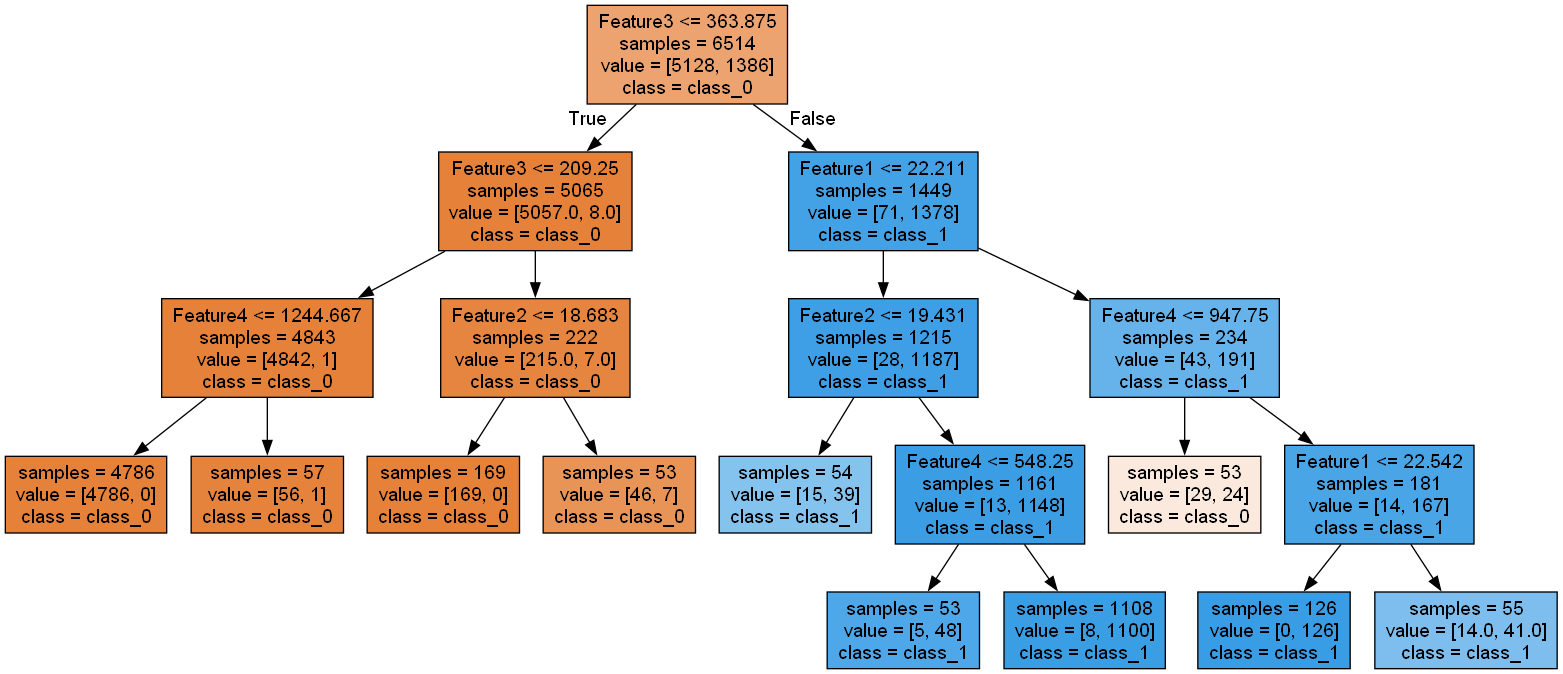 Feature3 <= 363.875
samples = 6514
value = [5128, 1386]
class = class_0
True
False
Feature3 <= 209.25
samples = 5065
value = [5057.0, 8.0]
class = class_0
Feature1 <= 22.211
samples = 1449
value = [71, 1378]
class = class_1
Feature4 <= 1244.667
samples = 4843
value = [4842, 1]
class = class_0
Feature2 <= 18.683
samples = 222
value = [215.0, 7.0]
class = class_0
Feature2 <= 19.431
samples = 1215
value = [28, 1187]
class = class_1
Feature4 <= 947.75
samples = 234
value = [43, 191]
class = class_1
samples = 4786
value = [4786, 0]
class = class_0
samples = 57
value = [56, 1]
class = class_0
samples = 169
value = [169, 0]
class = class_0
samples = 53
value = [46, 7]
class = class_0
samples = 54
value = [15, 39]
class = class_1
Feature4 <= 548.25
samples = 1161
value = [13, 1148]
class = class_1
samples = 53
value = [29, 24]
class = class_0
Feature1 <= 22.542
samples = 181
value = [14, 167]
class = class_1
samples = 53
value = [5, 48]
class = class_1
samples = 1108
value = [8, 1100]
class = class_1
samples = 126
value = [0, 126]
class = class_1
samples = 55
value = [14.0, 41.0]
class = class_1